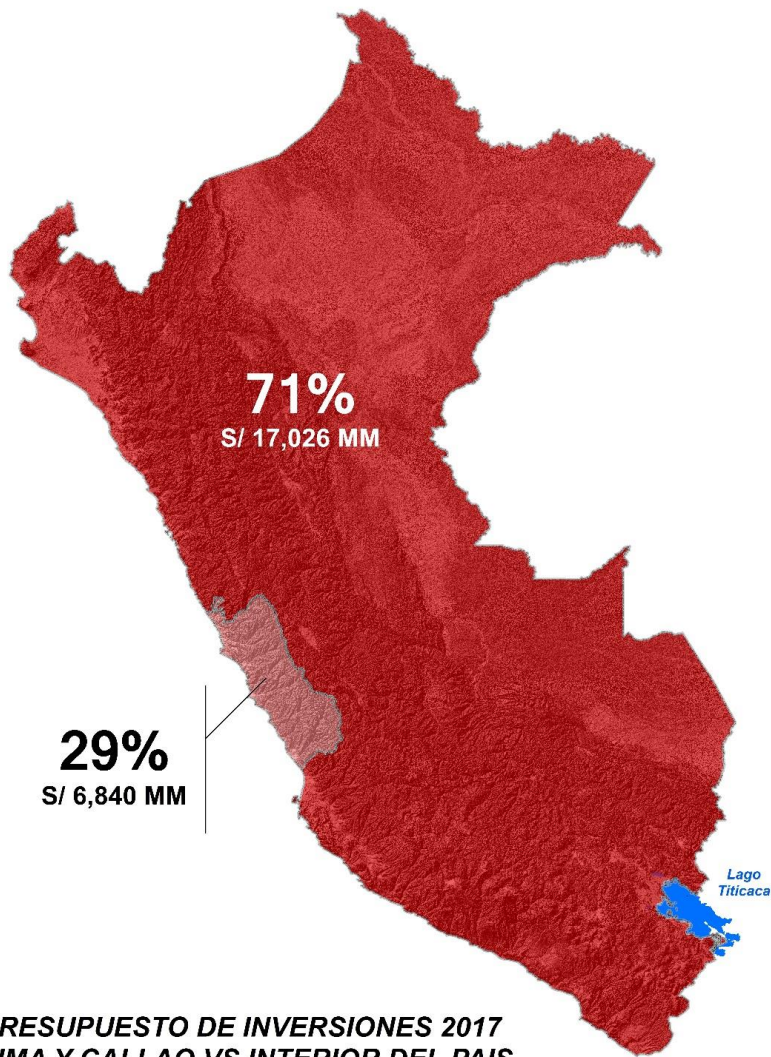 71%
S/ 17,026 MM
29%
S/ 6,840 MM
Lago
Titicaca
RESUPUESTO DE INVERSIONES 2017
IMA Y CALLAO VS INTERIOR DEL PAIS